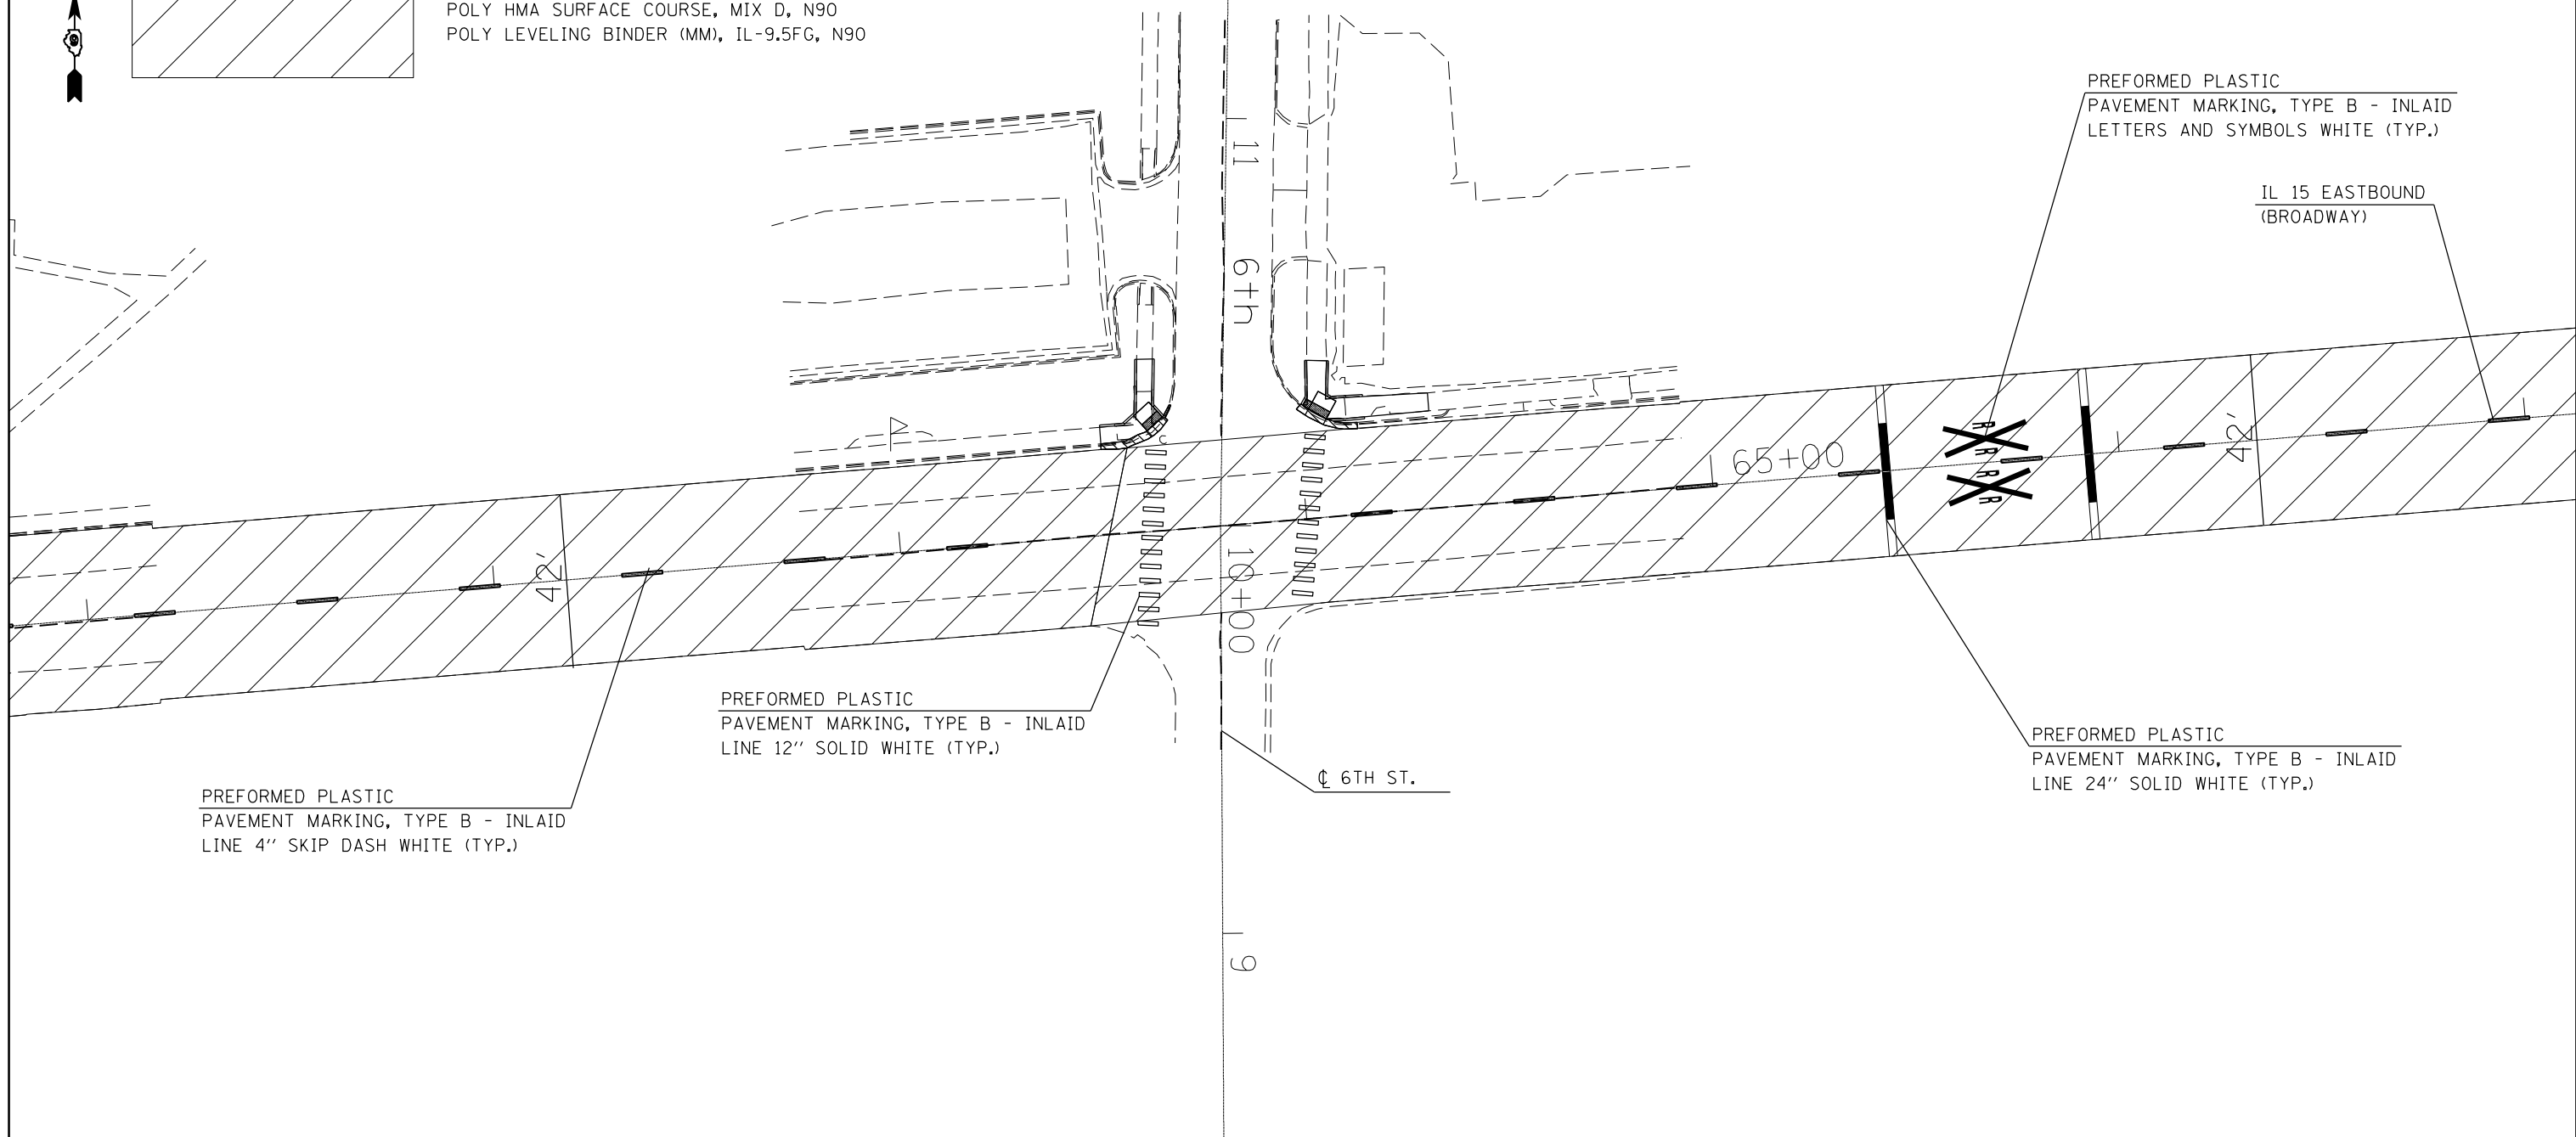 POLY HMA SURFACE COURSE, MIX D, N90
POLY LEVELING BINDER (MM), IL-9.5FG, N90
PREFORMED PLASTIC
PAVEMENT MARKING, TYPE B - INLAID
LETTERS AND SYMBOLS WHITE (TYP.)
IL 15 EASTBOUND
(BROADWAY)
11
6th
65+00
R
R
R
R
42'
42'
10+00
PREFORMED PLASTIC
PAVEMENT MARKING, TYPE B - INLAID
LINE 12'' SOLID WHITE (TYP.)
PREFORMED PLASTIC
PAVEMENT MARKING, TYPE B - INLAID
LINE 24'' SOLID WHITE (TYP.)
℄ 6TH ST.
PREFORMED PLASTIC
PAVEMENT MARKING, TYPE B - INLAID
LINE 4'' SKIP DASH WHITE (TYP.)
9